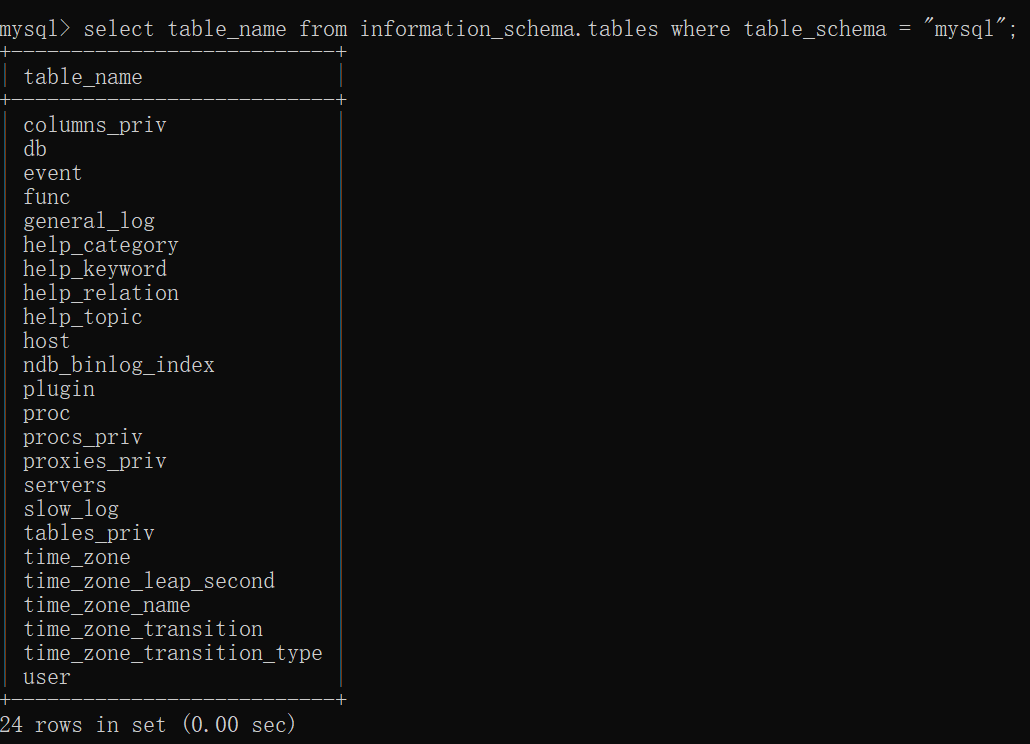 mysql> select table_name from information_schema.tables where table_schema = "mysql";
+---------------------------+
| table_name                |
+---------------------------+
| columns_priv              |
| db                        |
| event                     |
| func                      |
| general_log               |
| help_category             |
| help_keyword              |
| help_relation             |
| help_topic                |
| host                      |
| ndb_binlog_index          |
| plugin                    |
| proc                      |
| procs_priv                |
| proxies_priv              |
| servers                   |
| slow_log                  |
| tables_priv               |
| time_zone                 |
| time_zone_leap_second     |
| time_zone_name            |
| time_zone_transition      |
| time_zone_transition_type |
| user                      |
+---------------------------+
24 rows in set (0.00 sec)